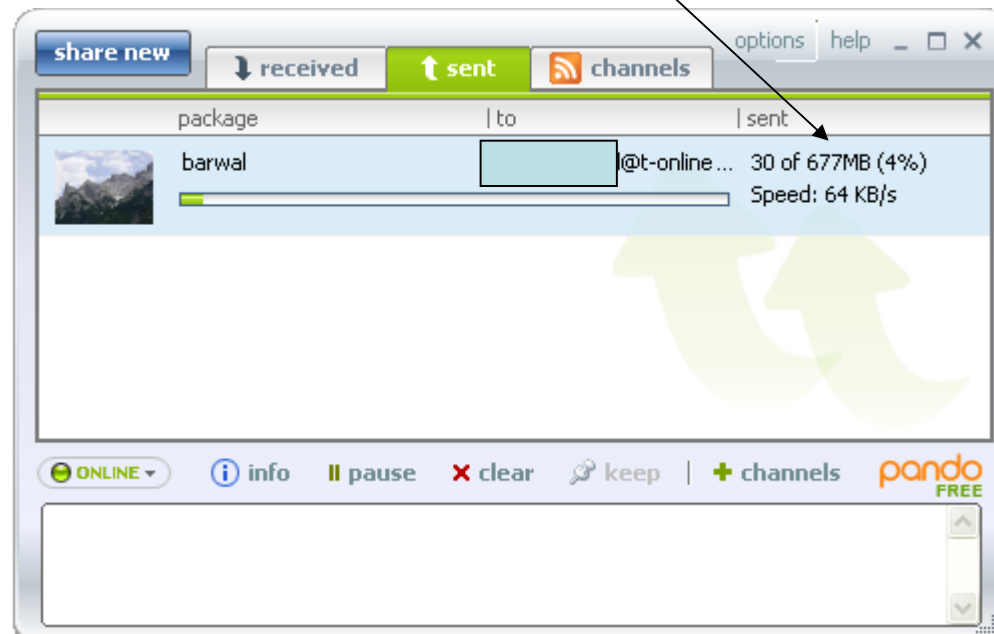 share new
received
sent
channels
options
help
package | to | sent
barwal
l@t-online... 30 of 677MB (4%)
Speed: 64 KB/s
ONLINE
info
pause
clear
keep
|
channels
pando
FREE